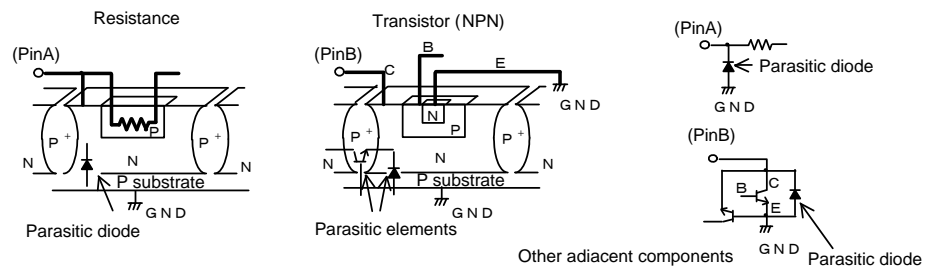 Resistance
(PinA)
P
P+
P+
N
N
N
P substrate
GND
Parasitic diode
Transistor (NPN)
(PinB)
B
C
E
GND
N
P
P+
P+
N
N
N
P substrate
GND
Parasitic elements
(PinA)
Parasitic diode
GND
(PinB)
C
B
E
GND
Other adiacent components
Parasitic diode